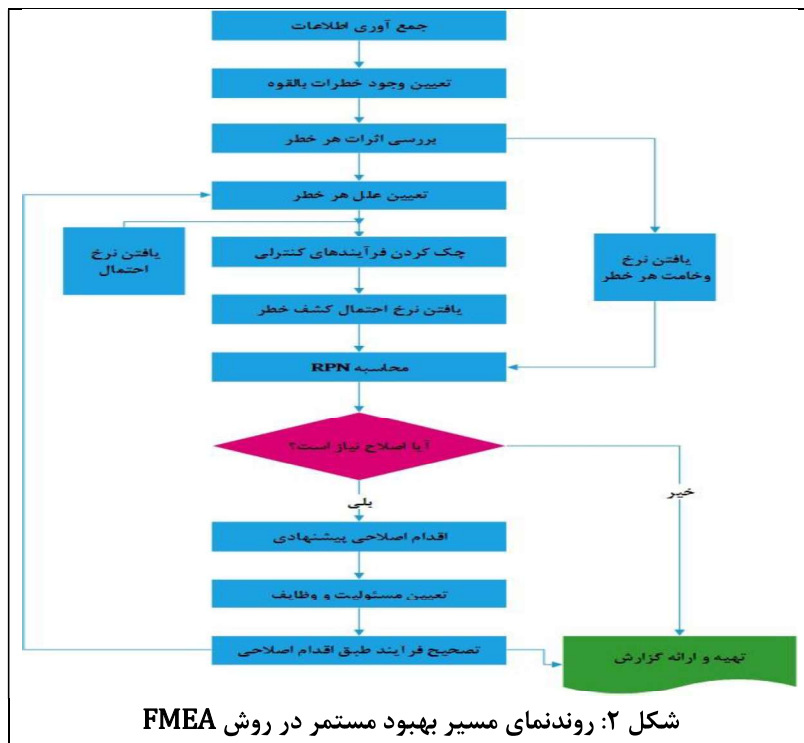 جمع آوری اطلاعات
تعیین وجود خطرات بالقوه
بررسی اثرات هر خطر
تعیین علل هر خطر
یافتن نرخ
احتمال
چک کردن فرآیندهای کنترلی
یافتن نرخ
وخامت هر خطر
یافتن نرخ احتمال کشف خطر
محاسبه RPN
آیا اصلاح نیاز است؟
خیر
بلی
اقدام اصلاحی پیشنهادی
تعیین مسئولیت و وظایف
تصحیح فرایند طبق اقدام اصلاحی
تهیه و ارائه گزارش
شکل ۲: روندنمای مسیر بهبود مستمر در روش FMEA